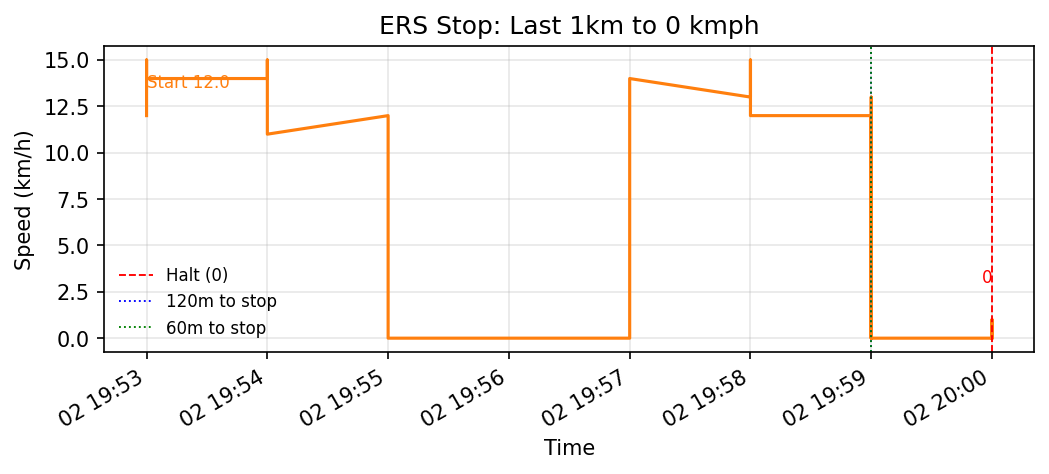 ERS Stop: Last 1km to 0 kmph
15.0
12.5
10.0
7.5
5.0
2.5
0.0
Speed (km/h)
Start 12.0
0
Halt (0)
120m to stop
60m to stop
02 19:53
02 19:54
02 19:55
02 19:56
02 19:57
02 19:58
02 19:59
02 20:00
Time